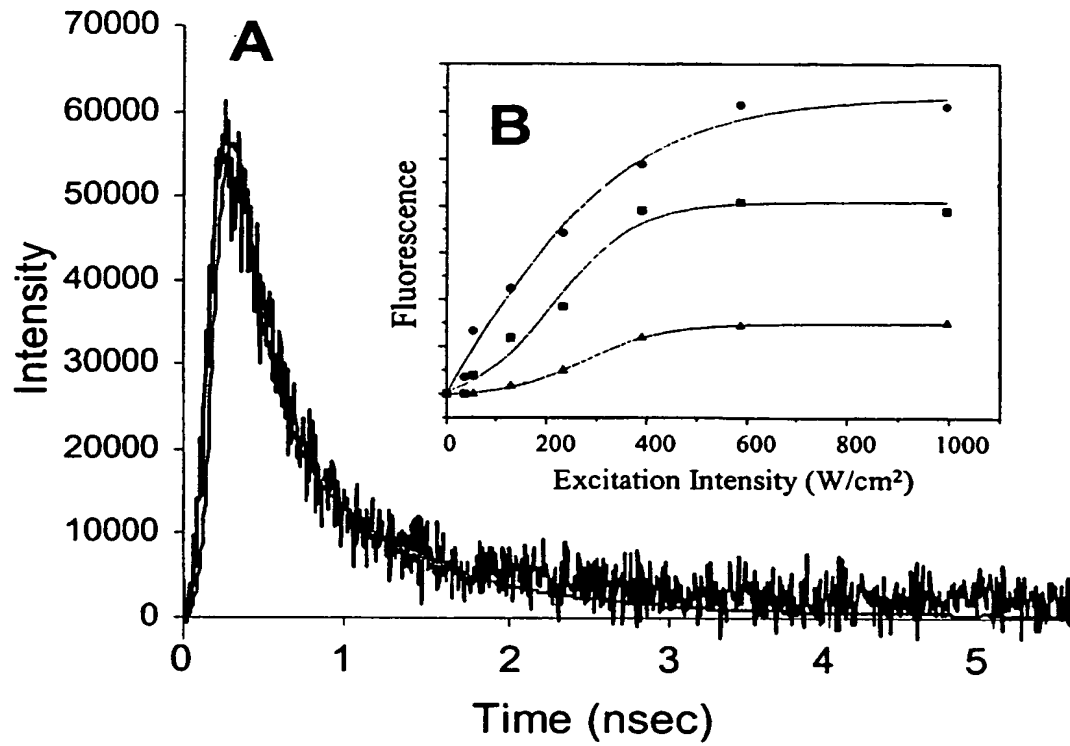 A
B
70000
60000
50000
40000
30000
20000
10000
0
Intensity
0 1 2 3 4 5
Time (nsec)
Fluorescence
0 200 400 600 800 1000
Excitation Intensity (W/cm²)